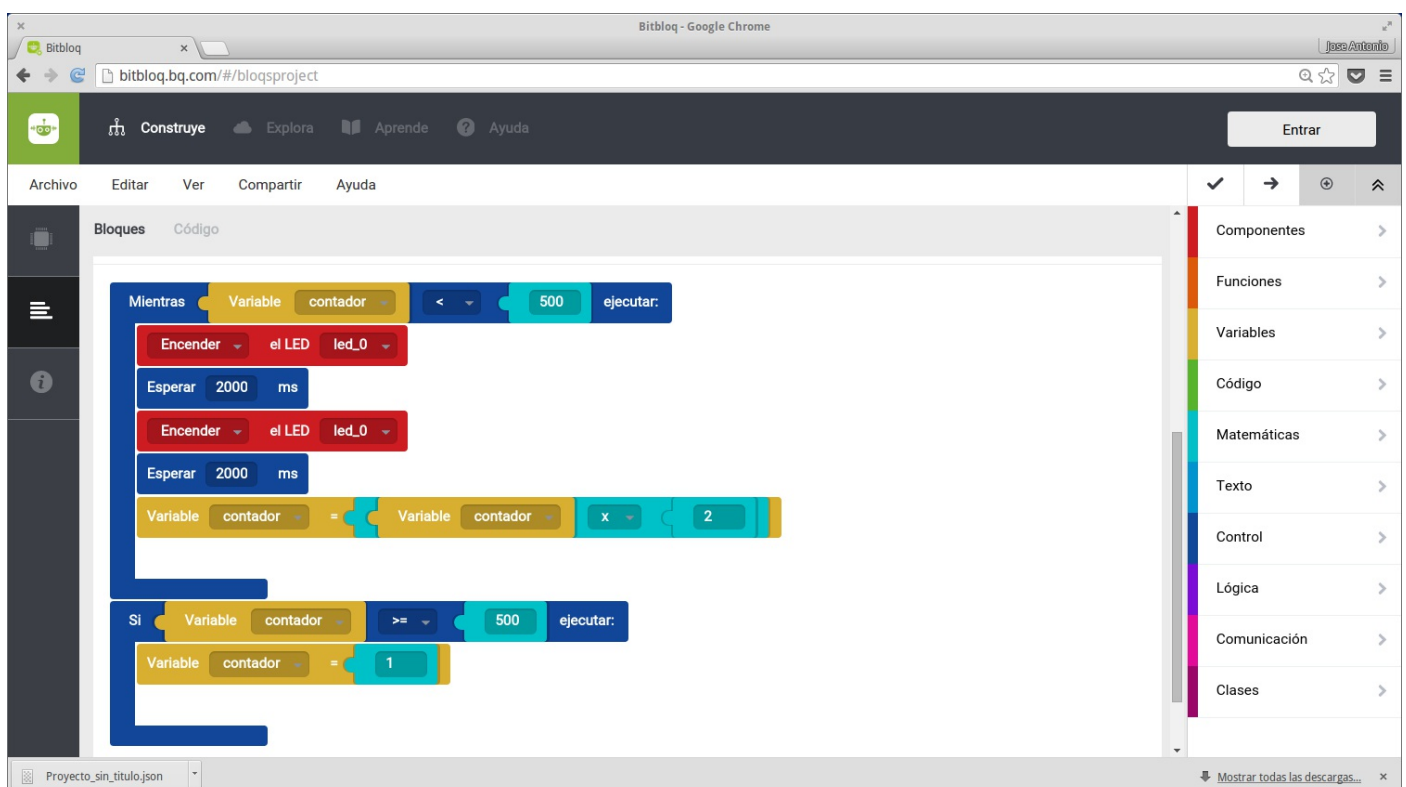 Bitbloq - Google Chrome
Bitbloq
Jose Antonio
bitbloq.bq.com/#/bloqsproject
Construye Explora Aprende Ayuda Entrar
Archivo Editar Ver Compartir Ayuda
Bloques Código
Mientras Variable contador < 500 ejecutar:
Encender el LED led_0
Esperar 2000 ms
Encender el LED led_0
Esperar 2000 ms
Variable contador = Variable contador x 2
Si Variable contador >= 500 ejecutar:
Variable contador = 1
Componentes
Funciones
Variables
Código
Matemáticas
Texto
Control
Lógica
Comunicación
Clases
Proyecto_sin_titulo.json
Mostrar todas las descargas...